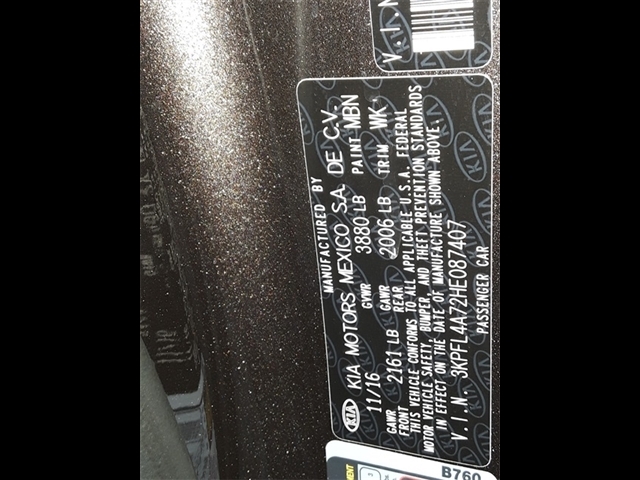 MANUFACTURED BY
KIA KIA MOTORS MEXICO S.A. DE C.V.
11/16 GVWR 3880 LB PAINT MBN
GAWR FRONT 2161 LB GAWR REAR 2006 LB TRIM WK
THIS VEHICLE CONFORMS TO ALL APPLICABLE U.S.A. FEDERAL
MOTOR VEHICLE SAFETY, BUMPER, AND THEFT PREVENTION STANDARDS
IN EFFECT ON THE DATE OF MANUFACTURE SHOWN ABOVE.
V.I.N. 3KPFL4A72HE087407
PASSENGER CAR
V.I.N
B760